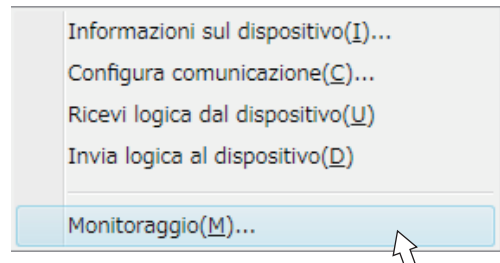 Informazioni sul dispositivo(I)...
Configura comunicazione(C)...
Ricevi logica dal dispositivo(U)
Invia logica al dispositivo(D)
Monitoraggio(M)...